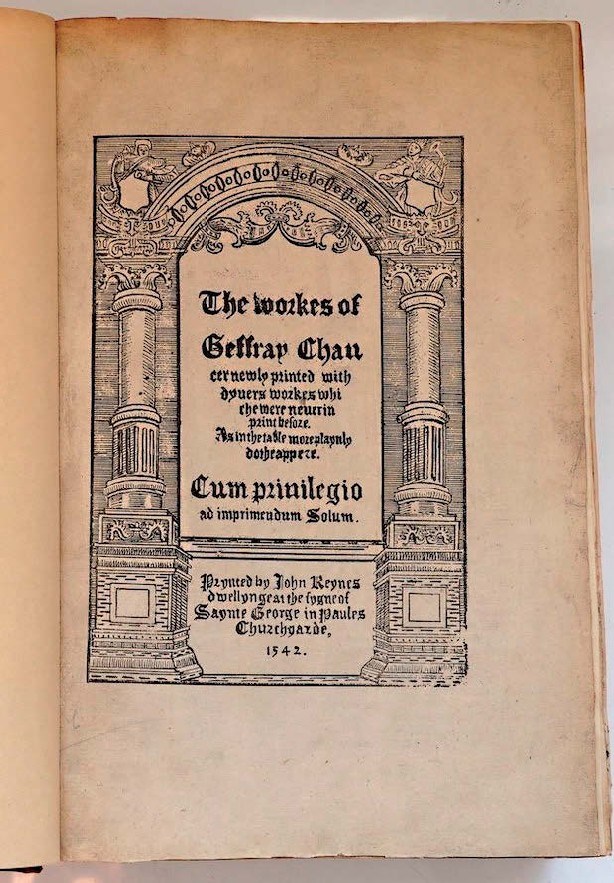 The workes of
Geffray Chau
cer newly printed with
dyuers workes whi
che were neuer in
print before.
As in the table more playnly
dothe appere.
Cum priuilegio
ad imprimendum Solum.
Prynted by John Reynes
dwellynge at the sygne of
Saynte George in Paules
Churchyarde,
1542.